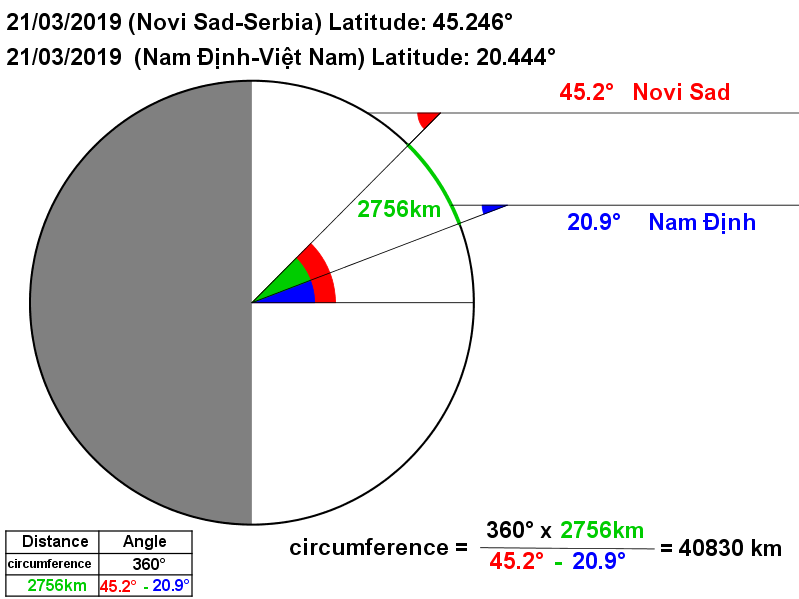 21/03/2019 (Novi Sad-Serbia) Latitude: 45.246°
21/03/2019 (Nam Định-Việt Nam) Latitude: 20.444°
45.2° Novi Sad
2756km
20.9° Nam Định
Distance Angle
circumference 360°
2756km 45.2° - 20.9°
circumference = 360° x 2756km
45.2° - 20.9°
= 40830 km